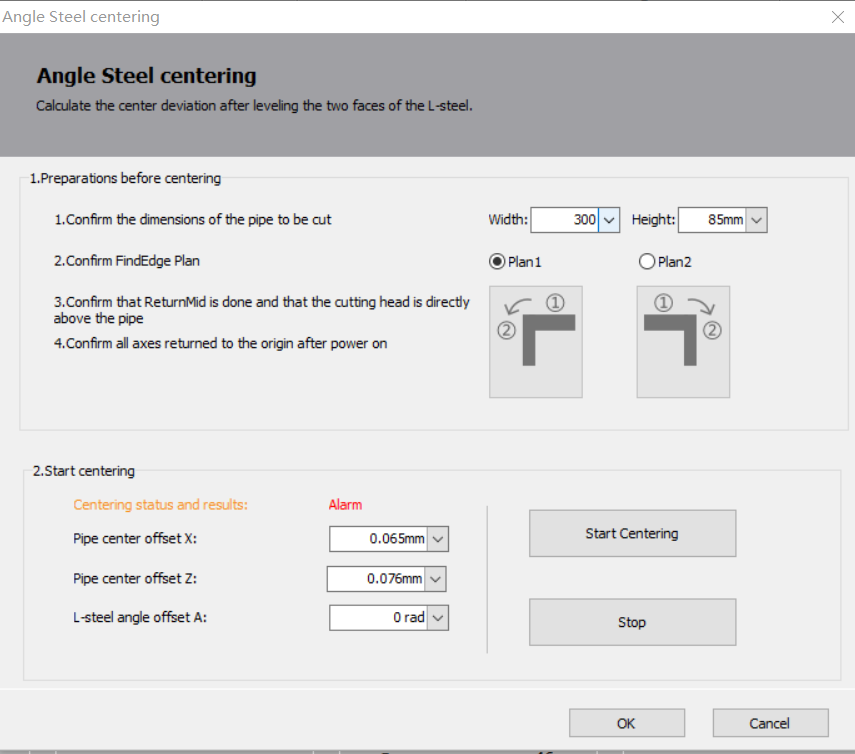 Angle Steel centering
Angle Steel centering
Calculate the center deviation after leveling the two faces of the L-steel.
1.Preparations before centering
1.Confirm the dimensions of the pipe to be cut
Width: 300 Height: 85mm
2.Confirm FindEdge Plan
Plan1 Plan2
3.Confirm that ReturnMid is done and that the cutting head is directly
above the pipe
4.Confirm all axes returned to the origin after power on
① ①
② ②
2.Start centering
Centering status and results: Alarm
Pipe center offset X: 0.065mm
Pipe center offset Z: 0.076mm
L-steel angle offset A: 0 rad
Start Centering
Stop
OK Cancel